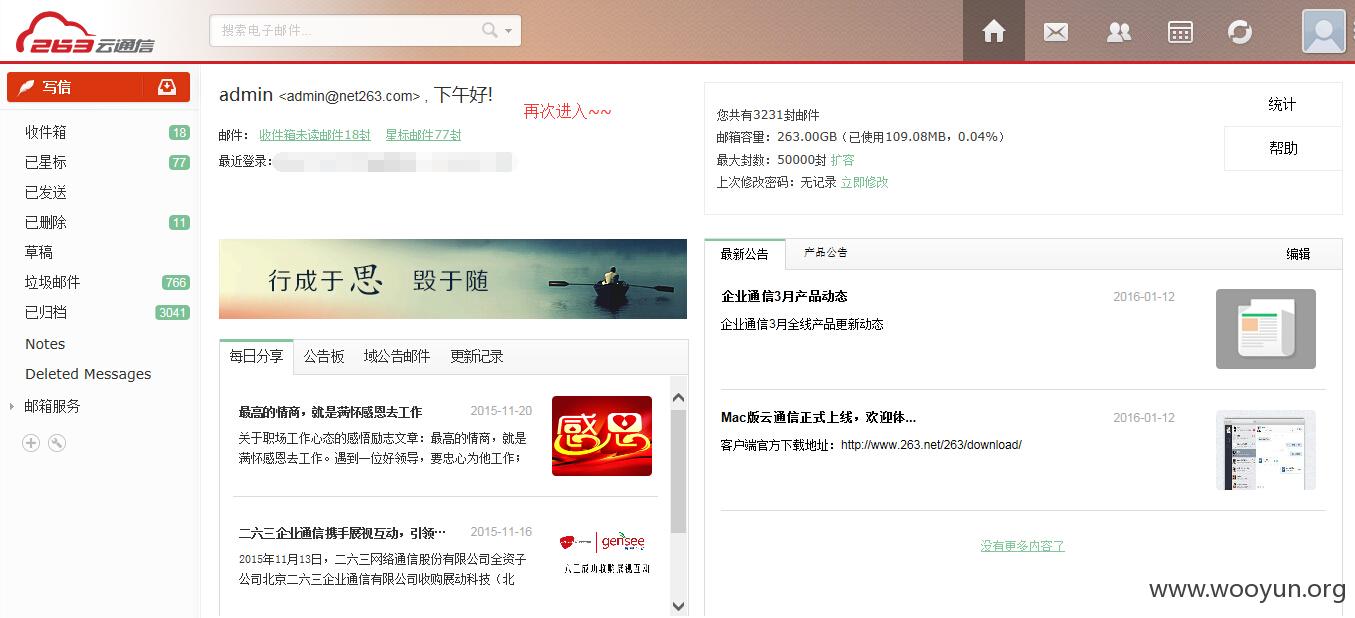 263云通信
搜索电子邮件...
写信
收件箱 18
已星标 77
已发送
已删除 11
草稿
垃圾邮件 766
已归档 3041
Notes
Deleted Messages
邮箱服务
admin <admin@net263.com> , 下午好!
再次进入~~
邮件： 收件箱未读邮件18封 星标邮件77封
最近登录：
您共有3231封邮件
邮箱容量：263.00GB（已使用109.08MB，0.04%）
最大封数：50000封 扩容
上次修改密码：无记录 立即修改
统计
帮助
行成于思 毁于随
每日分享 公告板 域公告邮件 更新记录
最高的情商，就是满怀感恩去工作 2015-11-20
关于职场工作心态的感悟励志文章：最高的情商，就是
满怀感恩去工作。遇到一位好领导，要忠心为他工作；
感恩
二六三企业通信携手展视互动，引领… 2015-11-16
2015年11月13日，二六三网络通信股份有限公司全资子
公司北京二六三企业通信有限公司收购展动科技（北
gensee
最新公告 产品公告 编辑
企业通信3月产品动态 2016-01-12
企业通信3月全线产品更新动态
Mac版云通信正式上线，欢迎体... 2016-01-12
客户端官方下载地址：http://www.263.net/263/download/
没有更多内容了
www.wooyun.org